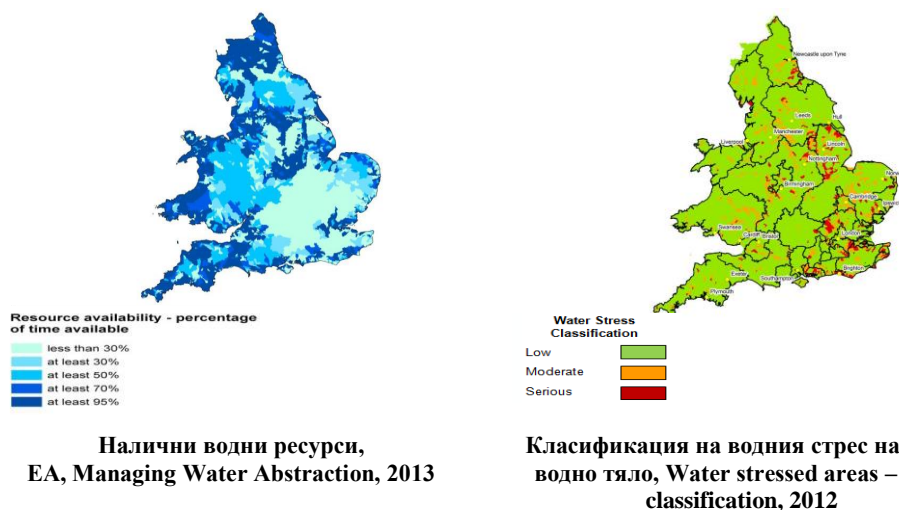 Newcastle upon Tyne
Leeds
Hull
Manchester
Liverpool
Lincoln
Nottingham
Birmingham
Cambridge
Swansea
Cardiff
Bristol
London
Brighton
Exeter
Southampton
Plymouth
Resource availability - percentage
of time available
less than 30%
at least 30%
at least 50%
at least 70%
at least 95%
Water Stress
Classification
Low
Moderate
Serious
Налични водни ресурси,
EA, Managing Water Abstraction, 2013
Класификация на водния стрес на
водно тяло, Water stressed areas –
classification, 2012